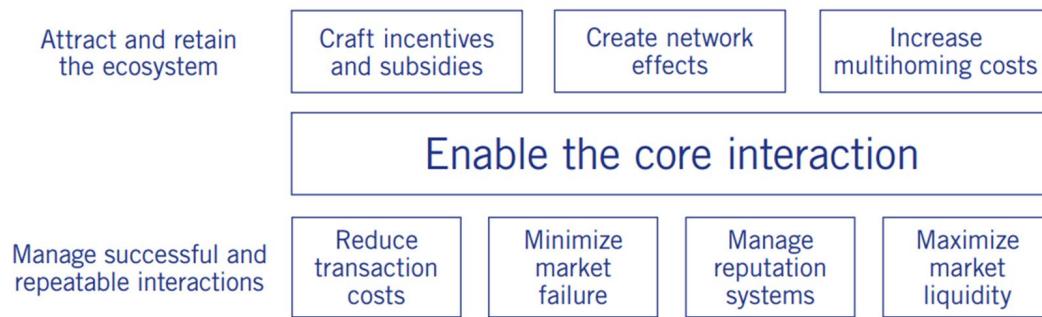 Attract and retain
the ecosystem
Craft incentives
and subsidies
Create network
effects
Increase
multihoming costs
Enable the core interaction
Manage successful and
repeatable interactions
Reduce
transaction
costs
Minimize
market
failure
Manage
reputation
systems
Maximize
market
liquidity